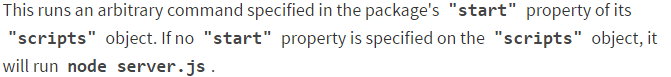 This runs an arbitrary command specified in the package's "start" property of its
"scripts" object. If no "start" property is specified on the "scripts" object, it
will run node server.js.